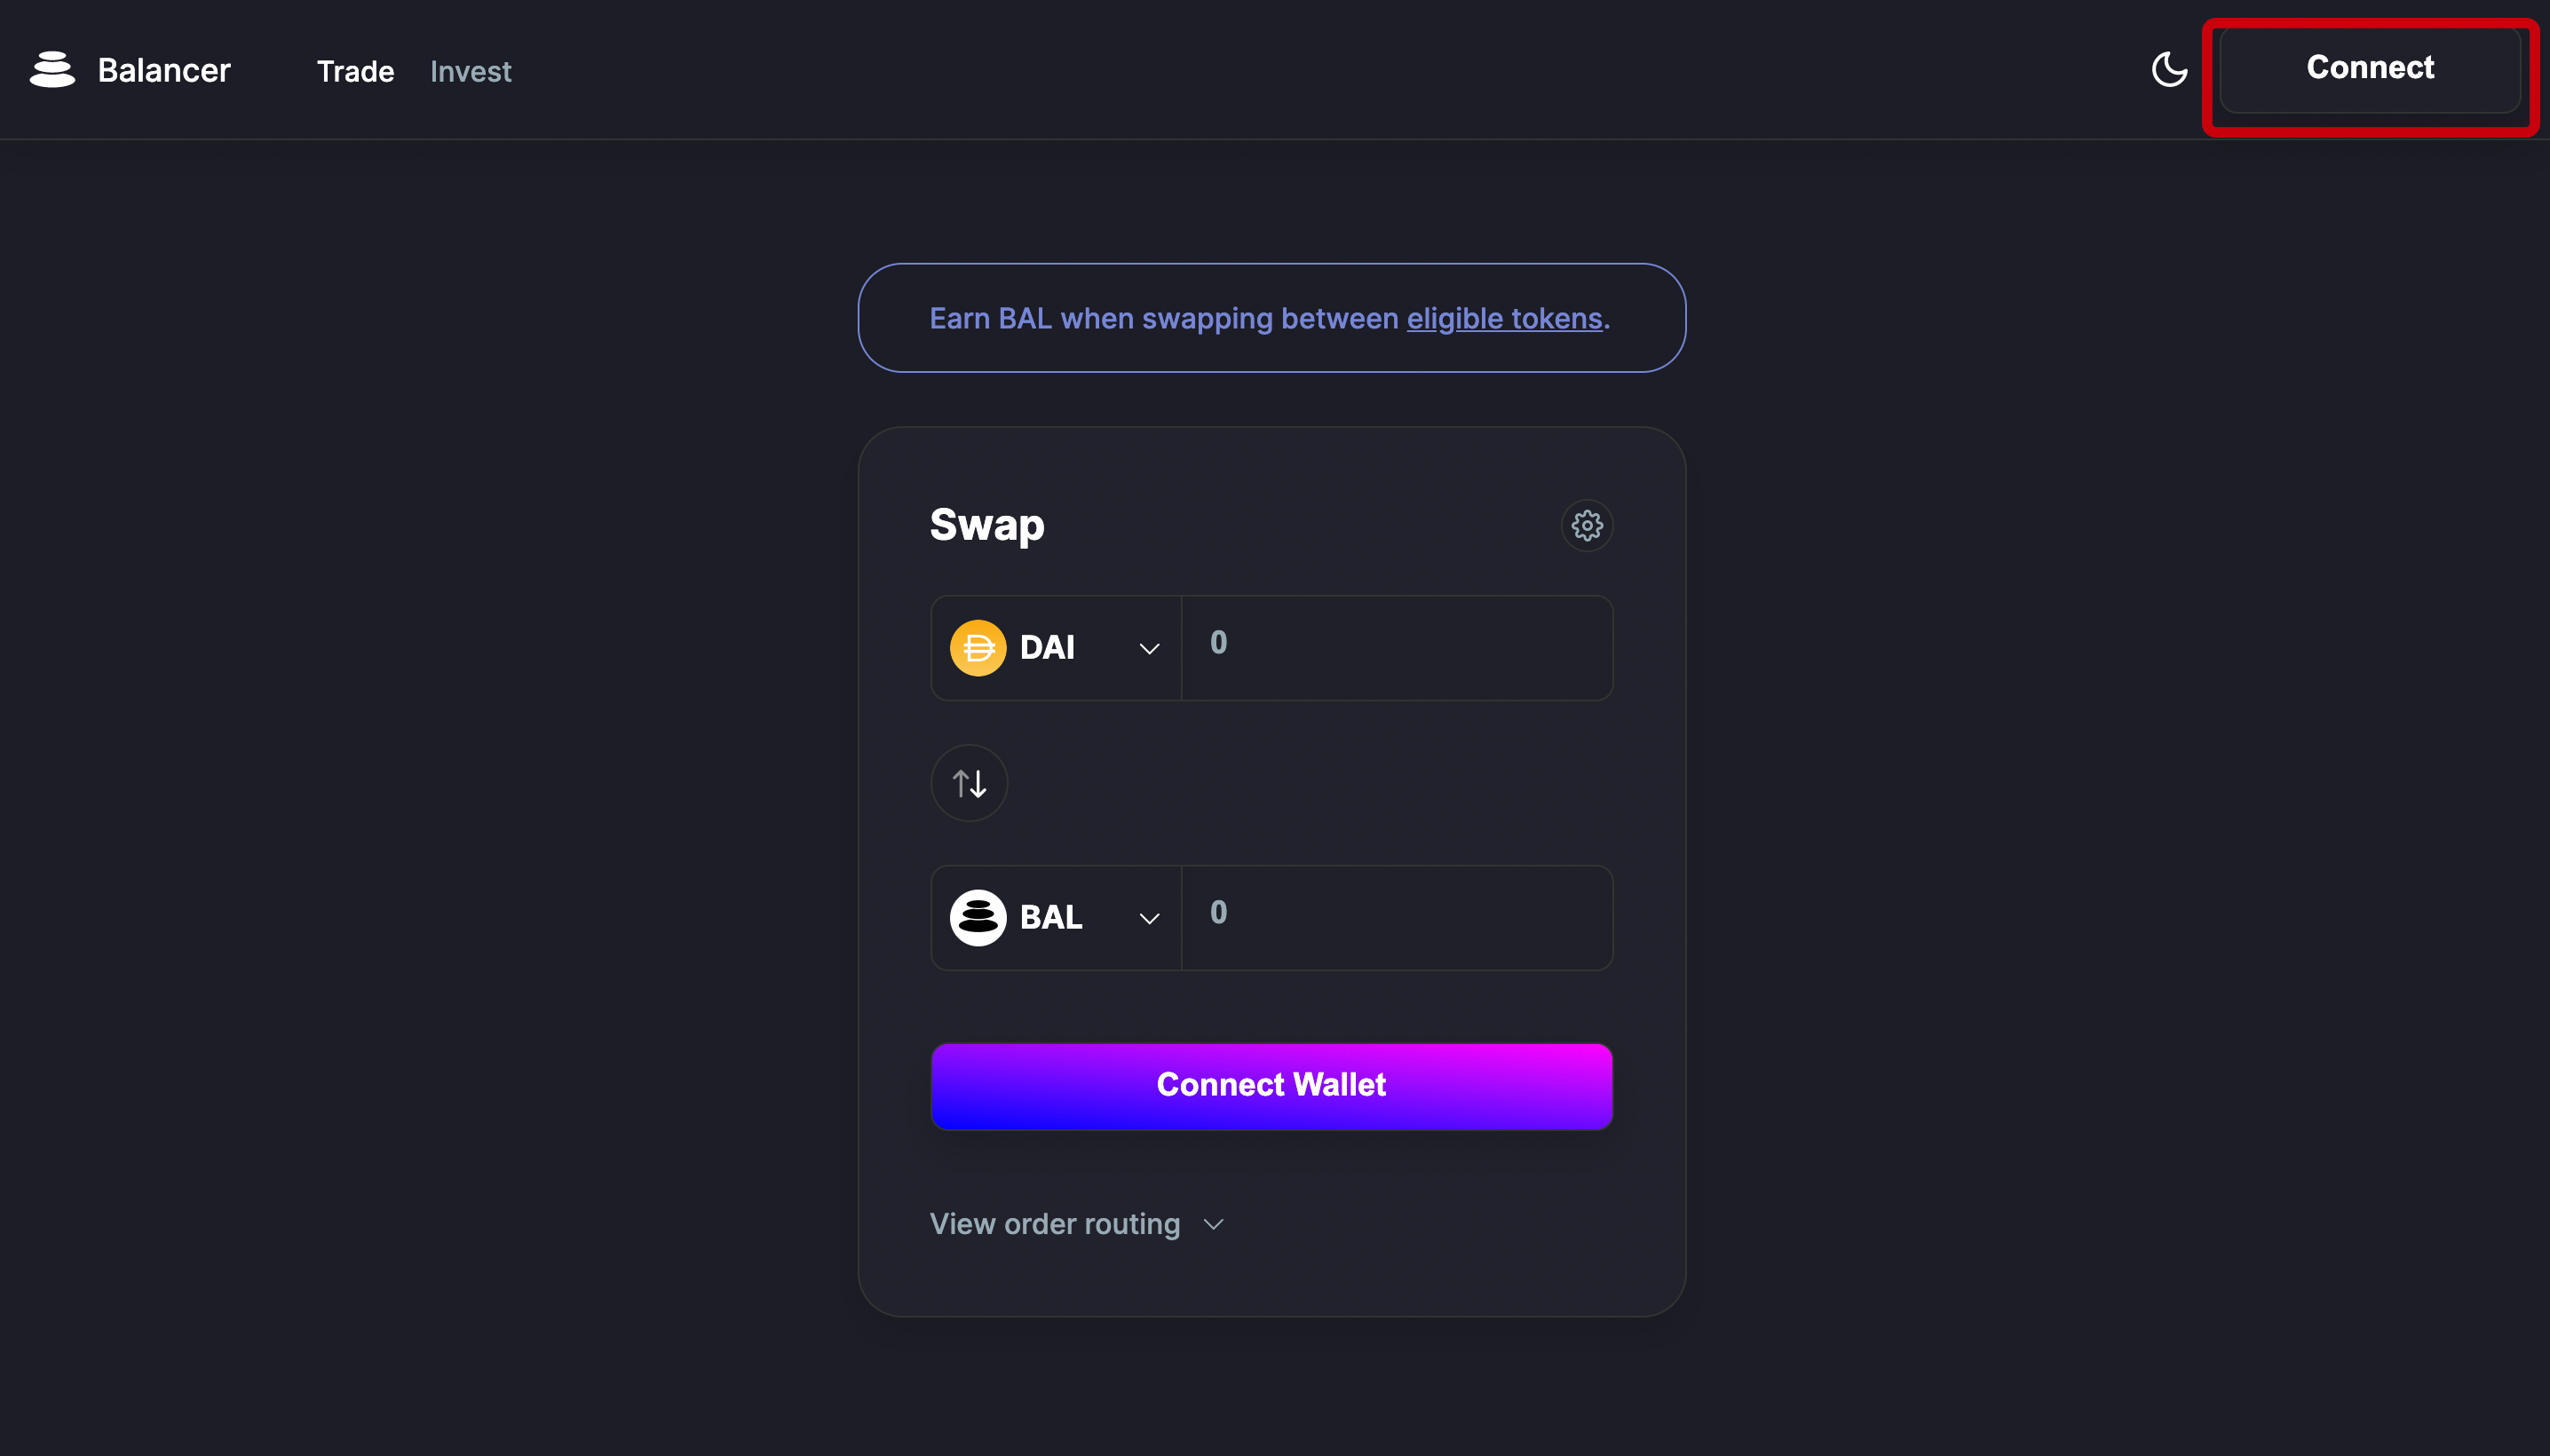 Balancer
Trade
Invest
Connect
Earn BAL when swapping between eligible tokens.
Swap
DAI
0
BAL
0
Connect Wallet
View order routing